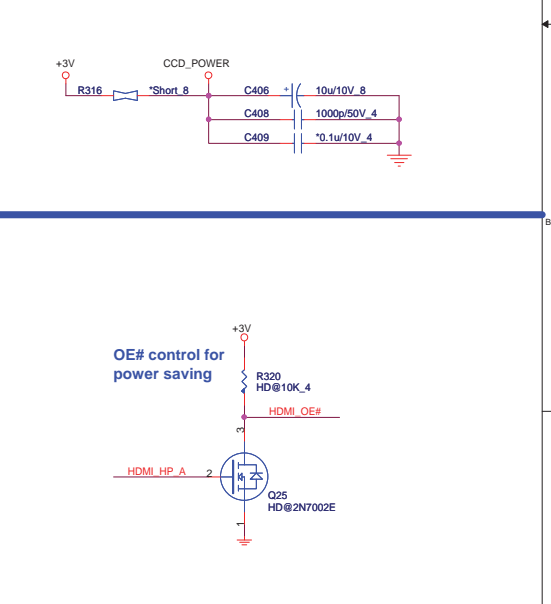 +3V
CCD_POWER
R316
*Short_8
C406
+
10u/10V_8
C408
1000p/50V_4
C409
*0.1u/10V_4
B
+3V
OE# control for
power saving
R320
HD@10K_4
HDMI_OE#
3
HDMI_HP_A
2
Q25
HD@2N7002E
1